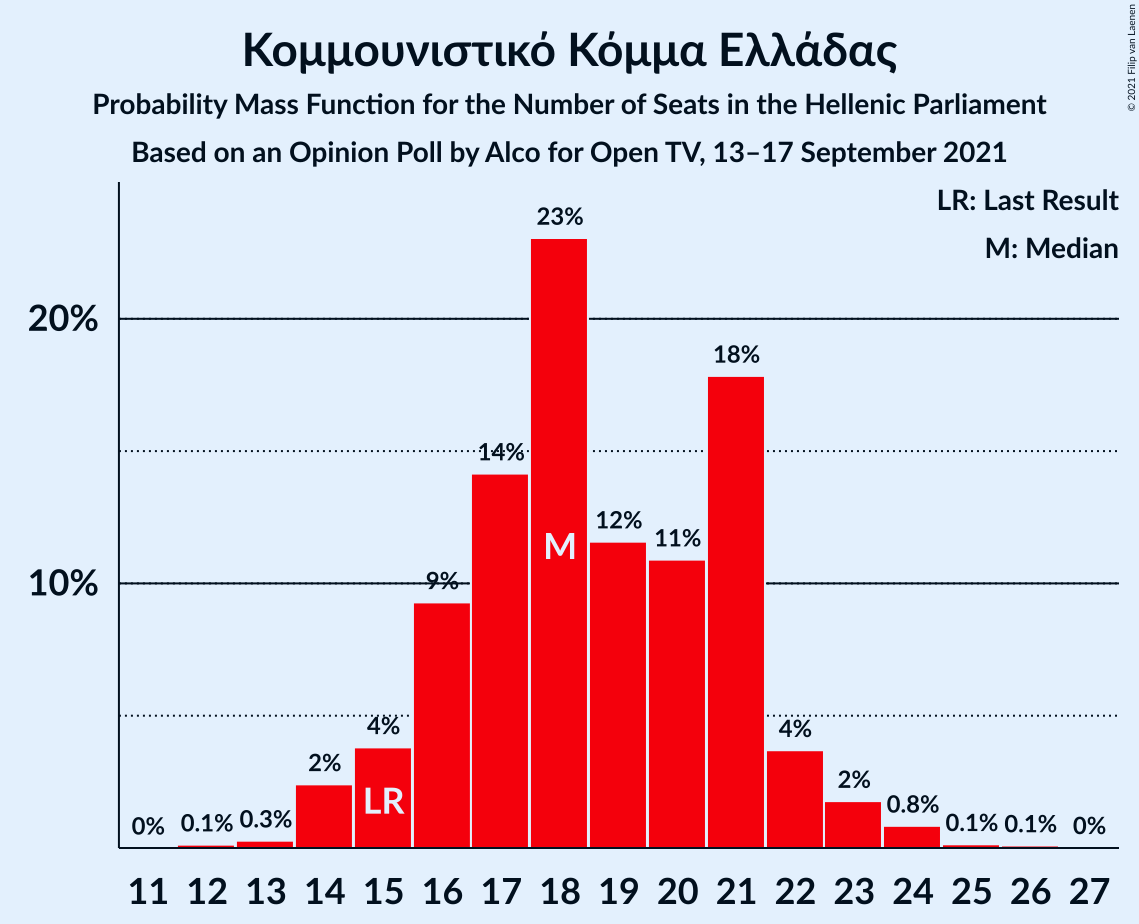 Κομμουνιστικό Κόμμα Ελλάδας
Probability Mass Function for the Number of Seats in the Hellenic Parliament
Based on an Opinion Poll by Alco for Open TV, 13–17 September 2021
© 2021 Filip van Laenen
LR: Last Result
M: Median
20%
10%
0%
0.1%
0.3%
2%
4%
9%
14%
23%
12%
11%
18%
4%
2%
0.8%
0.1%
0.1%
0%
LR
M
11 12 13 14 15 16 17 18 19 20 21 22 23 24 25 26 27